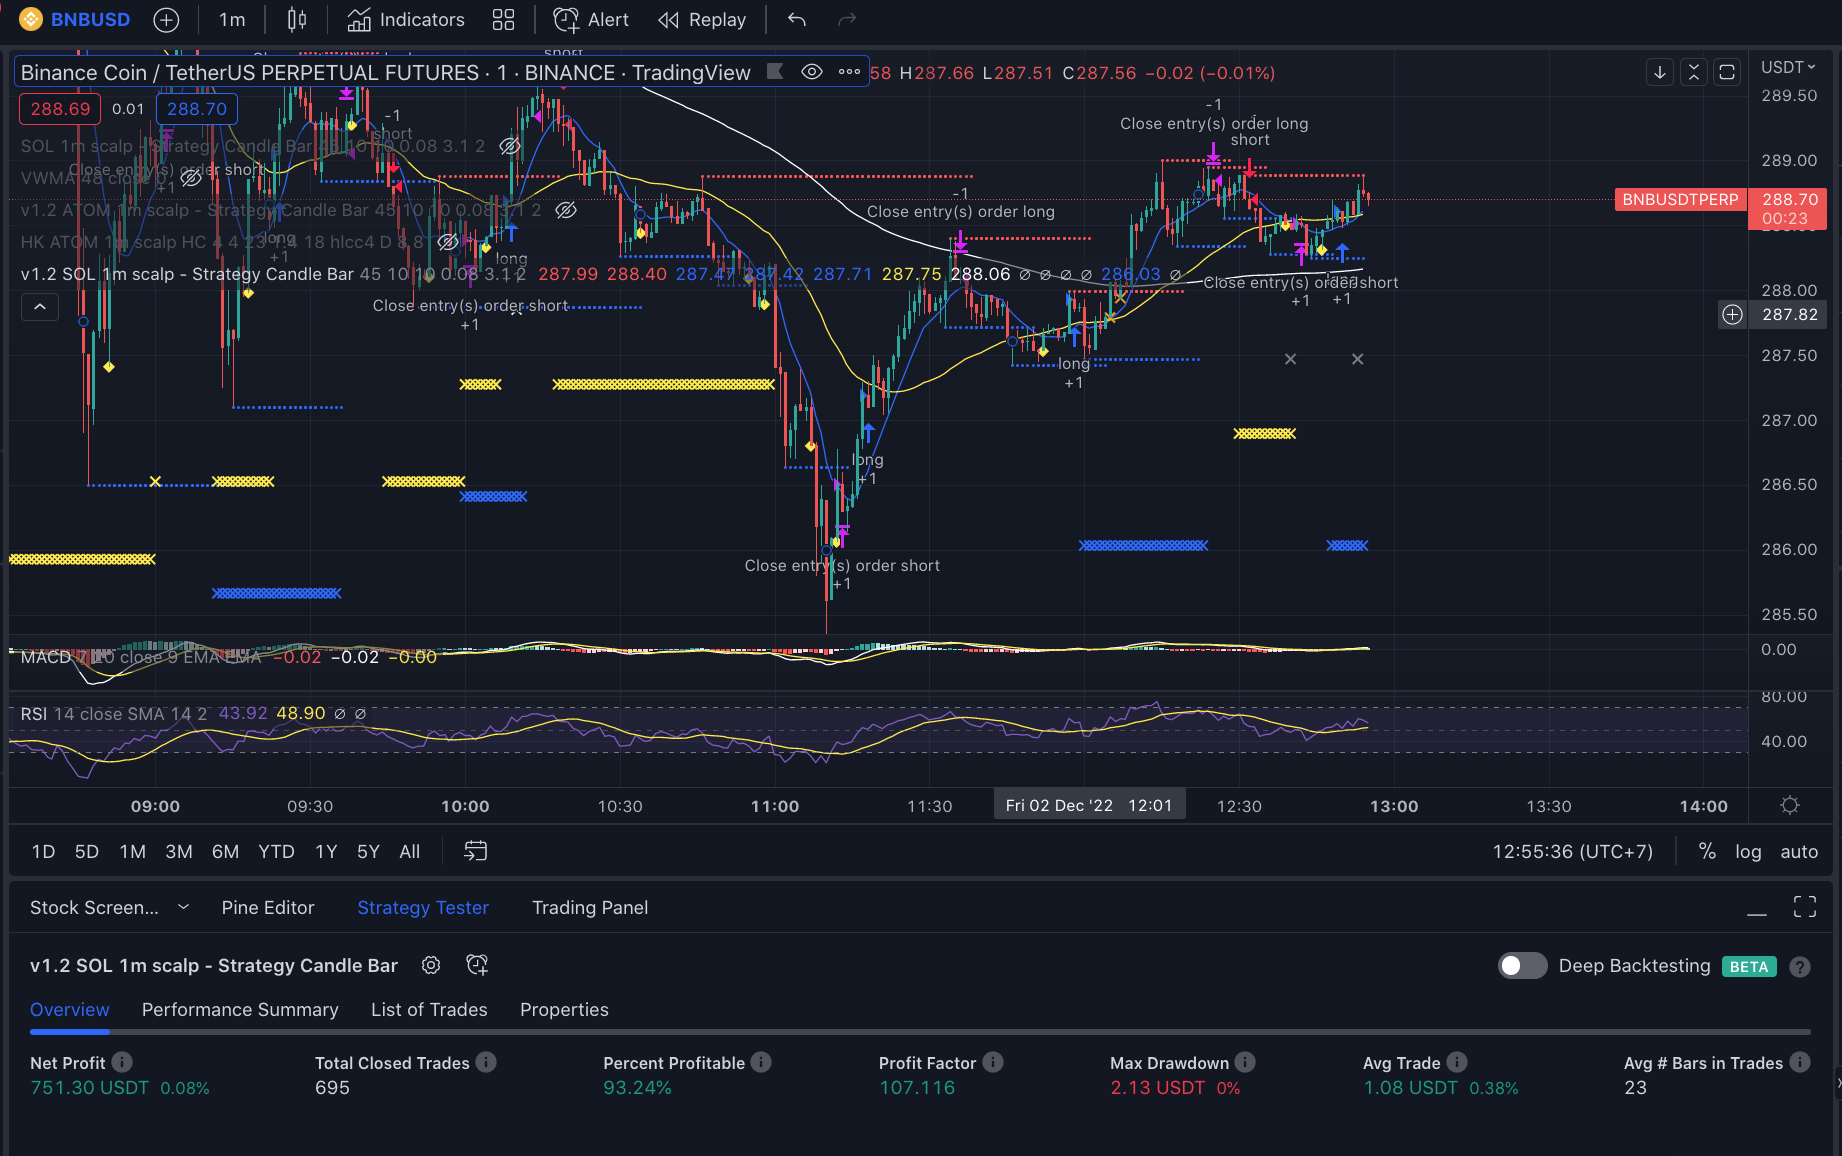 BNBUSD 1m Indicators Alert Replay
short
Binance Coin / TetherUS PERPETUAL FUTURES · 1 · BINANCE · TradingView 58 H287.66 L287.51 C287.56 −0.02 (−0.01%)
USDT
289.50
288.69 0.01 288.70
-1
short
-1
Close entry(s) order long
short
SOL 1m scalp - Strategy Candle Bar 45 10 10 0.08 3.1 2
289.00
Close entry(s) order short
+1
VWMA 48 close 0
-1
Close entry(s) order long
BNBUSDTPERP 288.70
00:23
v1.2 ATOM 1m scalp - Strategy Candle Bar 45 10 10 0.08 3.1 2
HK ATOM 1m scalp HC 4 4 23 1.4 18 hlcc4 D 8 8
long
+1
long
v1.2 SOL 1m scalp - Strategy Candle Bar 45 10 10 0.08 3.1 2 287.99 288.40 287.47 287.42 287.71 287.75 288.06 ∅ ∅ ∅ ∅ 286.03 ∅
Close entry(s) order short
+1
+1
288.00
Close entry(s) order short
+1
287.82
287.50
long
+1
287.00
long
+1
286.50
286.00
Close entry(s) order short
+1
285.50
MACD 7 20 close 9 EMA EMA −0.02 −0.02 −0.00
0.00
80.00
RSI 14 close SMA 14 2 43.92 48.90 ∅ ∅
40.00
09:00 09:30 10:00 10:30 11:00 11:30 Fri 02 Dec '22 12:01 12:30 13:00 13:30 14:00
1D 5D 1M 3M 6M YTD 1Y 5Y All 12:55:36 (UTC+7) % log auto
Stock Screen... Pine Editor Strategy Tester Trading Panel
v1.2 SOL 1m scalp - Strategy Candle Bar Deep Backtesting BETA ?
Overview Performance Summary List of Trades Properties
Net Profit Total Closed Trades Percent Profitable Profit Factor Max Drawdown Avg Trade Avg # Bars in Trades
751.30 USDT 0.08% 695 93.24% 107.116 2.13 USDT 0% 1.08 USDT 0.38% 23